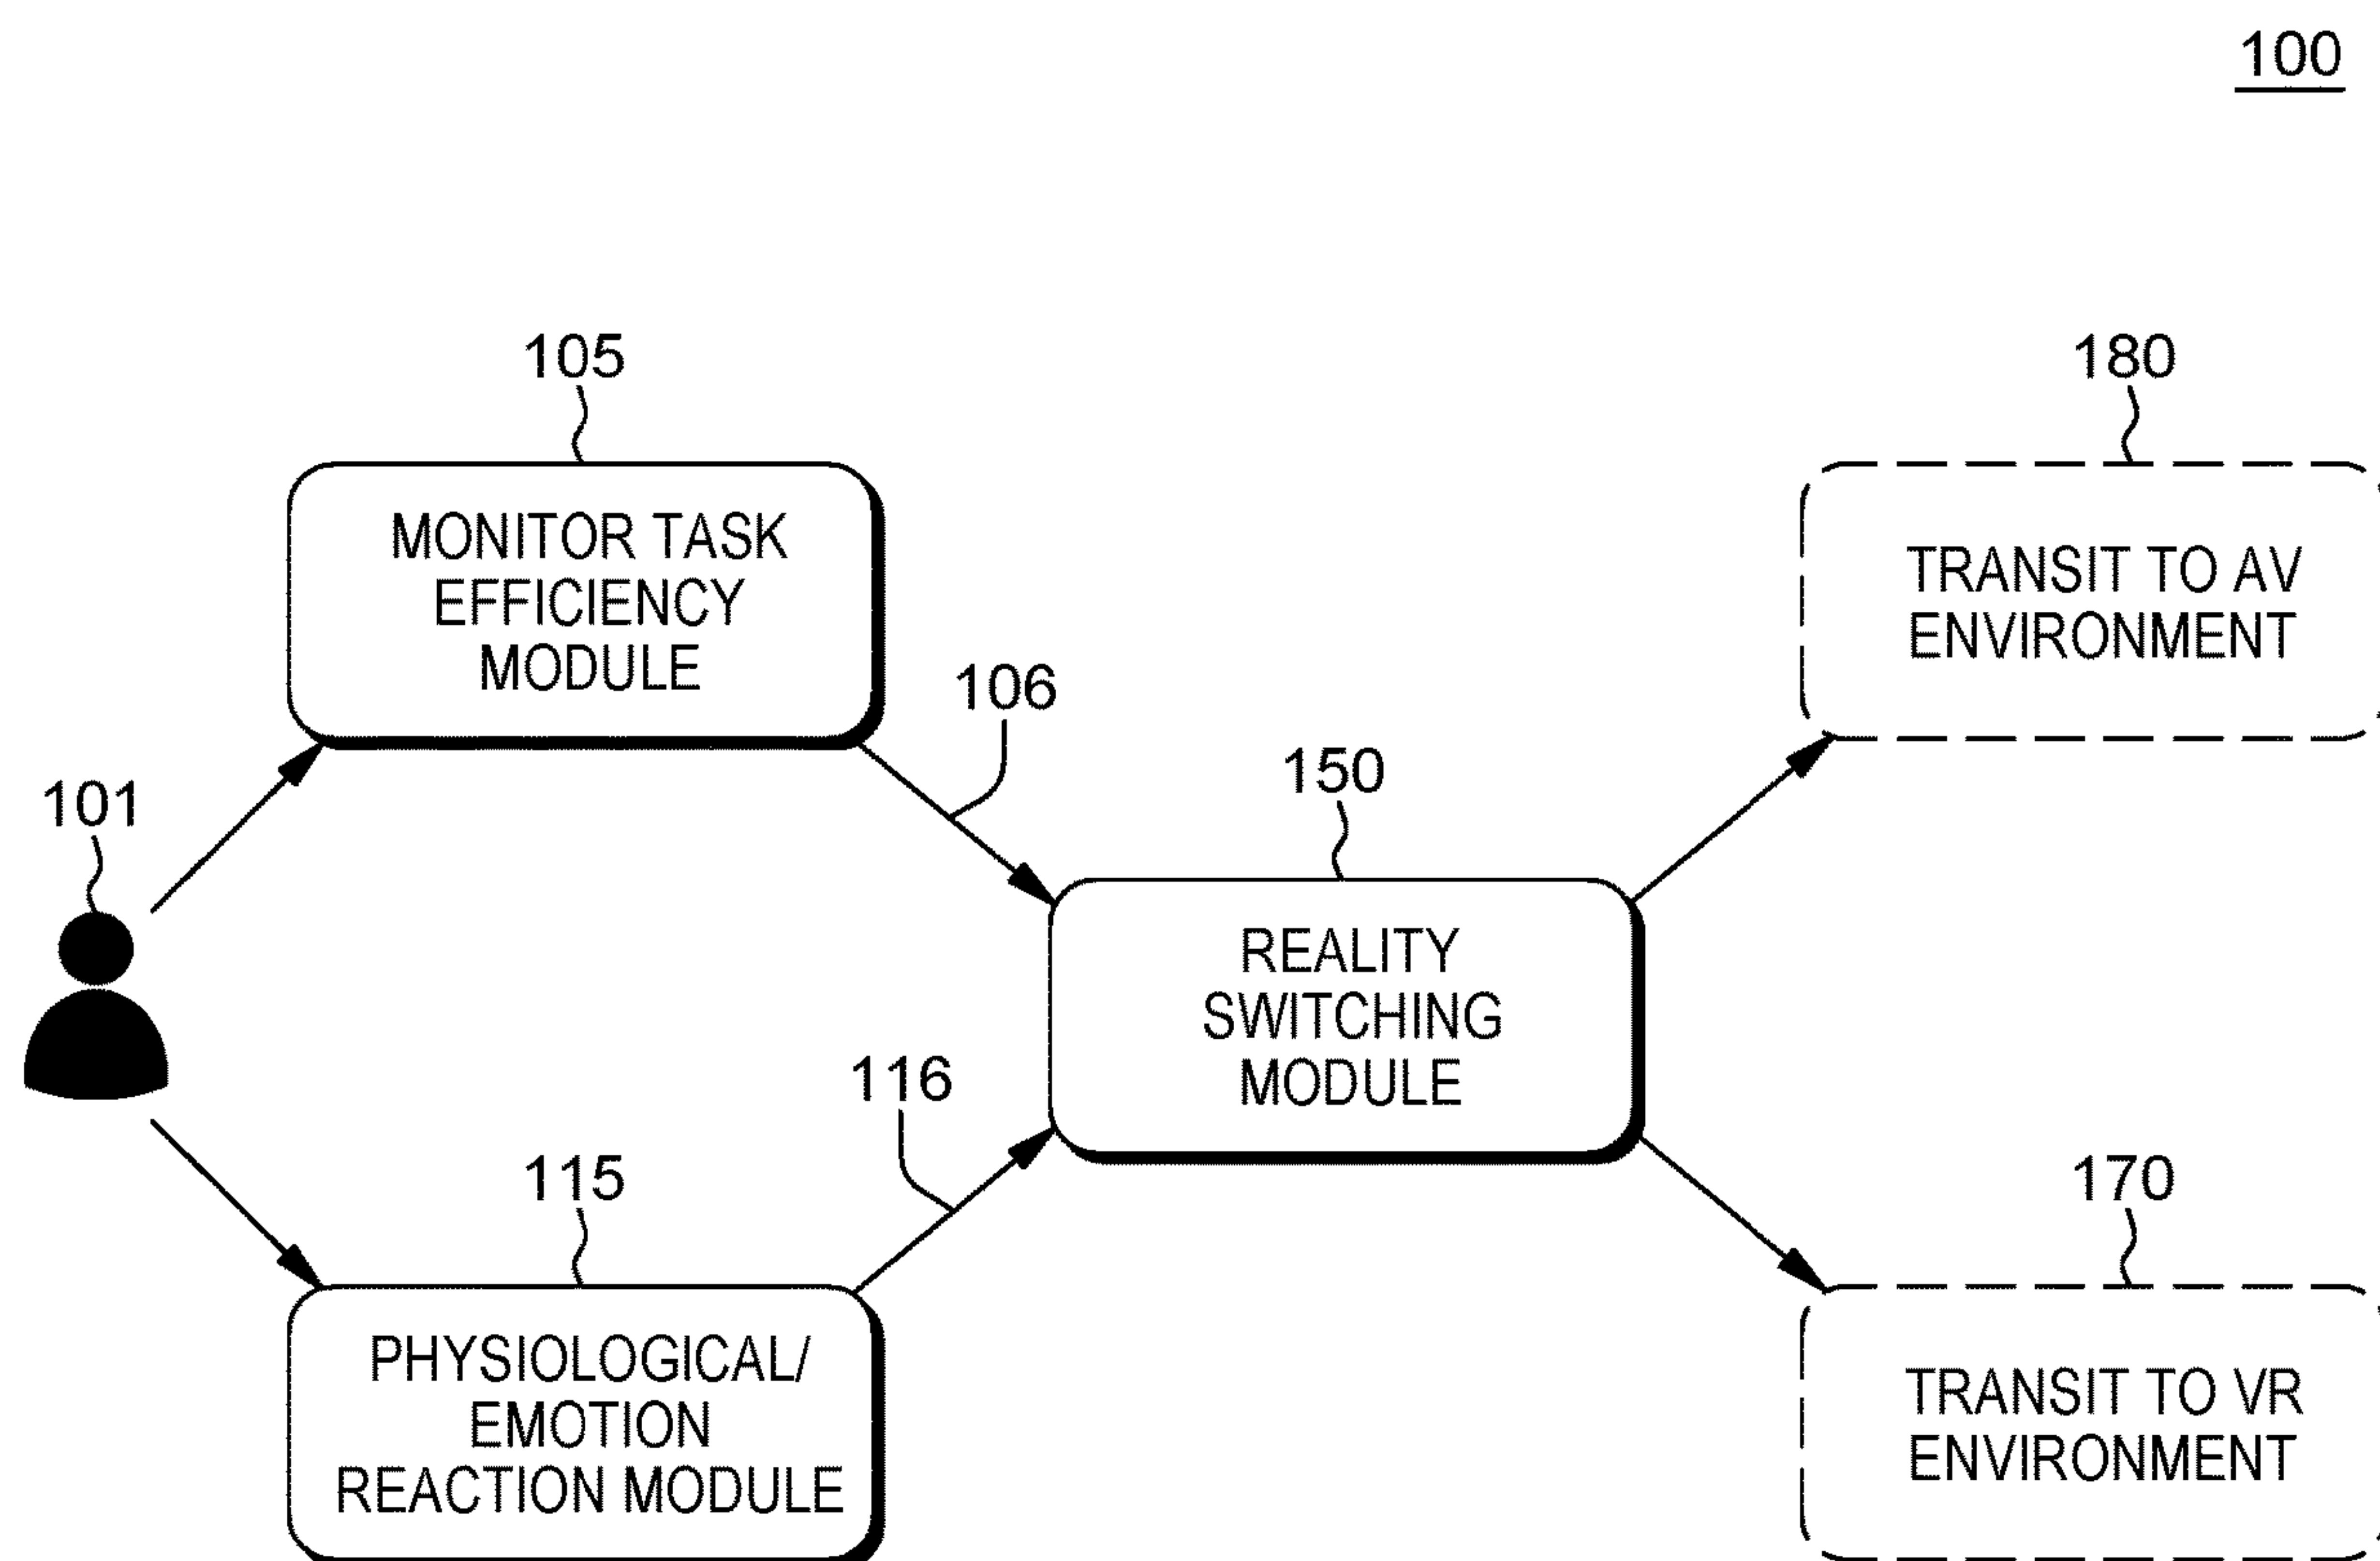 100
105
180
MONITOR TASK
EFFICIENCY
MODULE
TRANSIT TO AV
ENVIRONMENT
106
150
101
REALITY
SWITCHING
MODULE
116
115
170
PHYSIOLOGICAL/
EMOTION
REACTION MODULE
TRANSIT TO VR
ENVIRONMENT